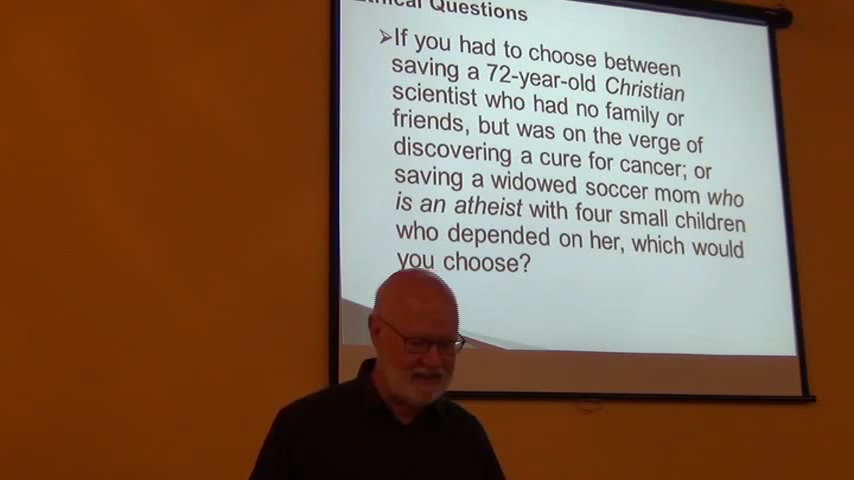 Ethical Questions
➢If you had to choose between
saving a 72-year-old Christian
scientist who had no family or
friends, but was on the verge of
discovering a cure for cancer; or
saving a widowed soccer mom who
is an atheist with four small children
who depended on her, which would
you choose?